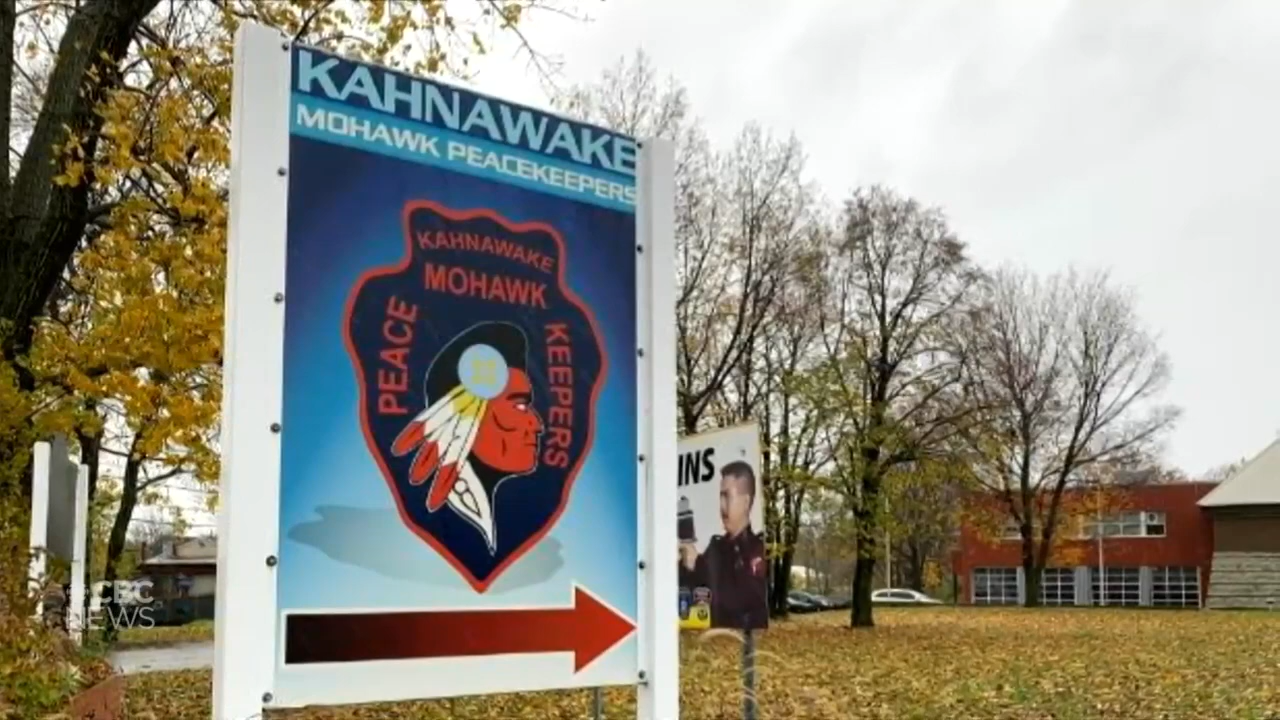 KAHNAWAKE
MOHAWK PEACEKEEPERS
KAHNAWAKE
MOHAWK
PEACE
KEEPERS
INS
CBC
NEWS